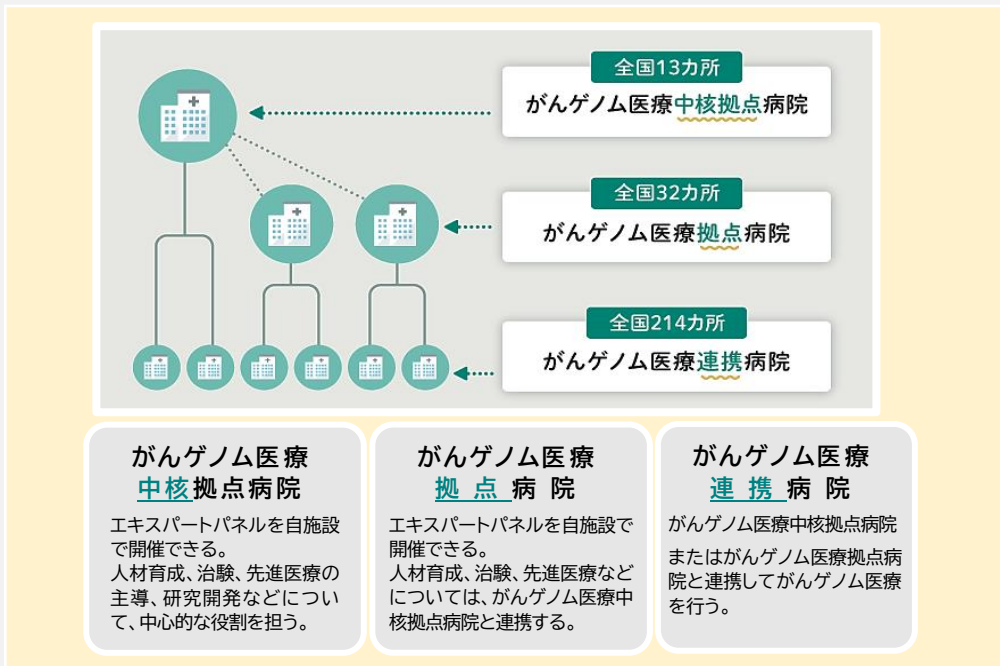 全国13カ所
がんゲノム医療中核拠点病院
全国32カ所
がんゲノム医療拠点病院
全国214カ所
がんゲノム医療連携病院
がんゲノム医療
中核拠点病院
エキスパートパネルを自施設
で開催できる。
人材育成、治験、先進医療の
主導、研究開発などについ
て、中心的な役割を担う。
がんゲノム医療
拠点病院
エキスパートパネルを自施設で
開催できる。
人材育成、治験、先進医療など
については、がんゲノム医療中
核拠点病院と連携する。
がんゲノム医療
連携病院
がんゲノム医療中核拠点病院
またはがんゲノム医療拠点病
院と連携してがんゲノム医療
を行う。